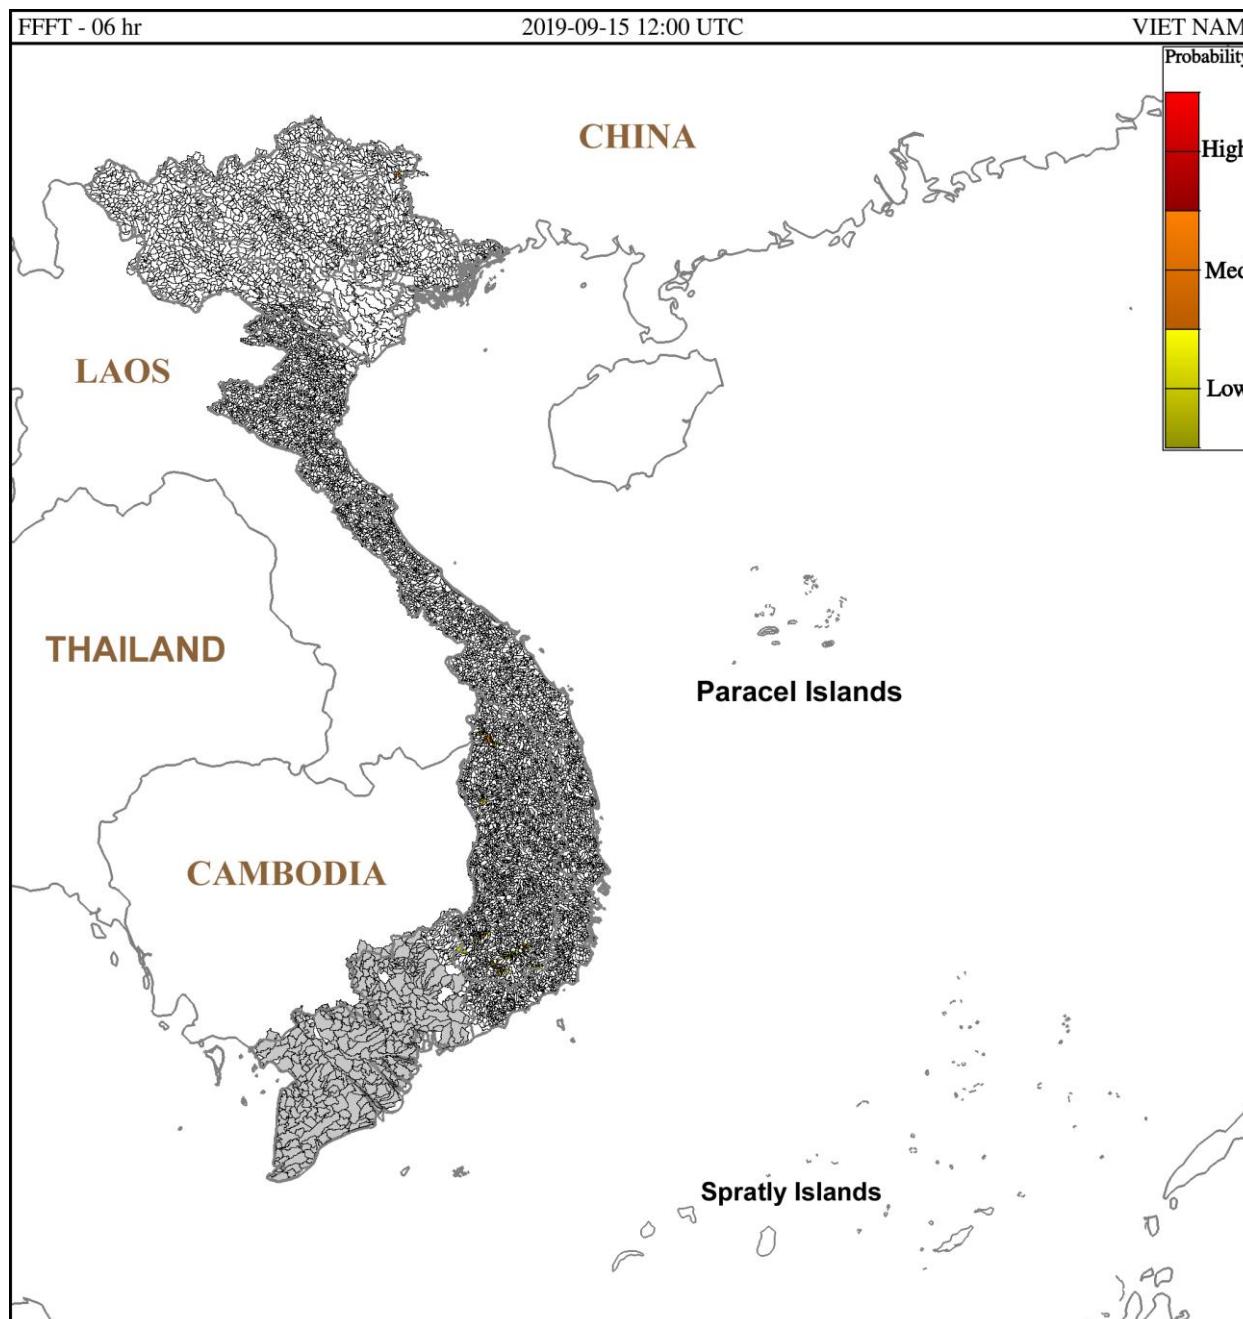 FFFT - 06 hr
2019-09-15 12:00 UTC
VIET NAM
Probability
CHINA
High
Med
LAOS
Low
THAILAND
Paracel Islands
CAMBODIA
Spratly Islands